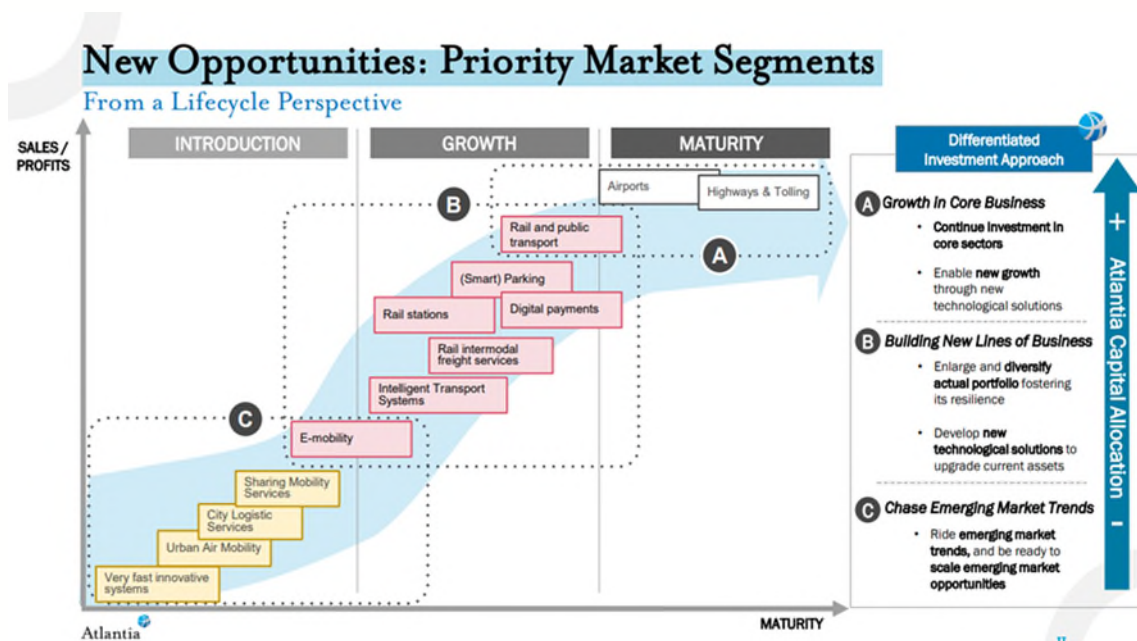 New Opportunities: Priority Market Segments
From a Lifecycle Perspective
SALES /
PROFITS
INTRODUCTION
GROWTH
MATURITY
Airports
Highways & Tolling
B
Rail and public
transport
A
(Smart) Parking
Rail stations
Digital payments
Rail intermodal
freight services
Intelligent Transport
Systems
C
E-mobility
Sharing Mobility
Services
City Logistic
Services
Urban Air Mobility
Very fast innovative
systems
MATURITY
Atlantia
Differentiated
Investment Approach
A Growth in Core Business
• Continue investment in
core sectors
• Enable new growth
through new
technological solutions
B Building New Lines of Business
• Enlarge and diversify
actual portfolio fostering
its resilience
• Develop new
technological solutions to
upgrade current assets
C Chase Emerging Market Trends
• Ride emerging market
trends, and be ready to
scale emerging market
opportunities
+
Atlantia Capital Allocation
-